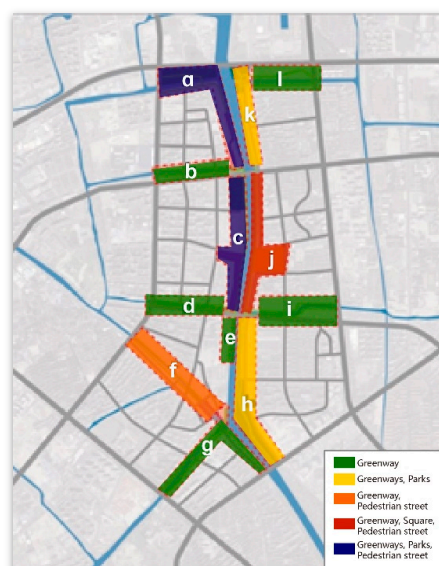 a
l
k
b
c
j
d
i
e
f
h
g
Greenway
Greenways, Parks
Greenway,
Pedestrian street
Greenway, Square,
Pedestrian street
Greenways, Parks,
Pedestrian street